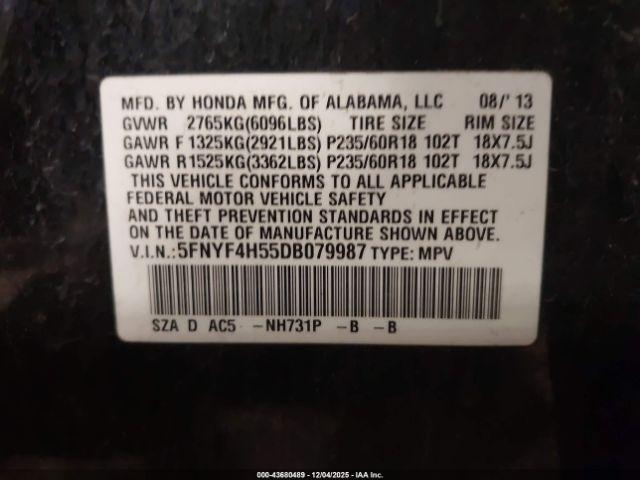 MFD. BY HONDA MFG. OF ALABAMA, LLC 08/'13
GVWR 2765KG(6096LBS) TIRE SIZE RIM SIZE
GAWR F 1325KG(2921LBS) P235/60R18 102T 18X7.5J
GAWR R 1525KG(3362LBS) P235/60R18 102T 18X7.5J
THIS VEHICLE CONFORMS TO ALL APPLICABLE
FEDERAL MOTOR VEHICLE SAFETY
AND THEFT PREVENTION STANDARDS IN EFFECT
ON THE DATE OF MANUFACTURE SHOWN ABOVE.
V.I.N.:5FNYF4H55DB079987 TYPE: MPV
SZA D AC5 -NH731P -B -B
000-43680489 - 12/04/2025 - IAA Inc.